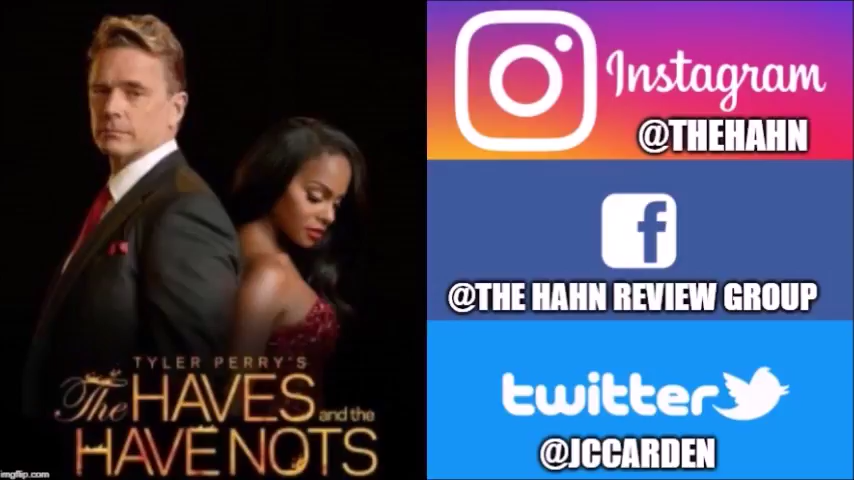 TYLER PERRY'S
The HAVES and the
HAVE NOTS
imgflip.com
Instagram
@THEHAHN
f
@THE HAHN REVIEW GROUP
twitter
@JCCARDEN